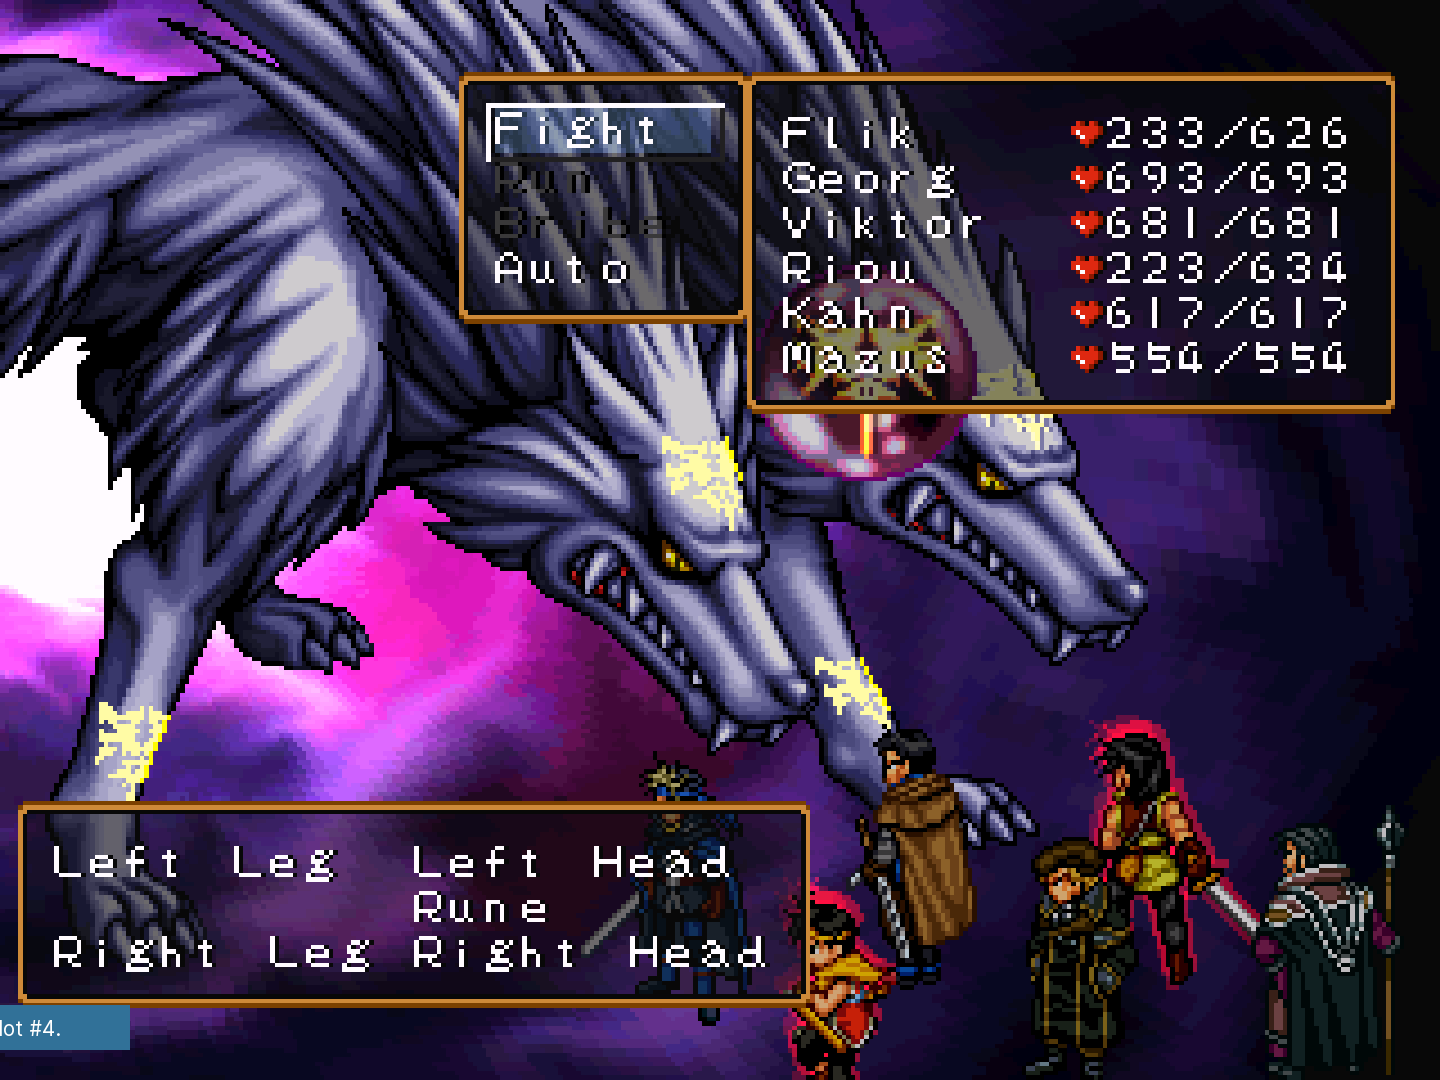 Fight
Run
Bribe
Auto
Flik 233/626
Georg 693/693
Viktor 681/681
Riou 223/634
Kahn 617/617
Mazus 554/554
Left Leg Left Head
Rune
Right Leg Right Head
lot #4.